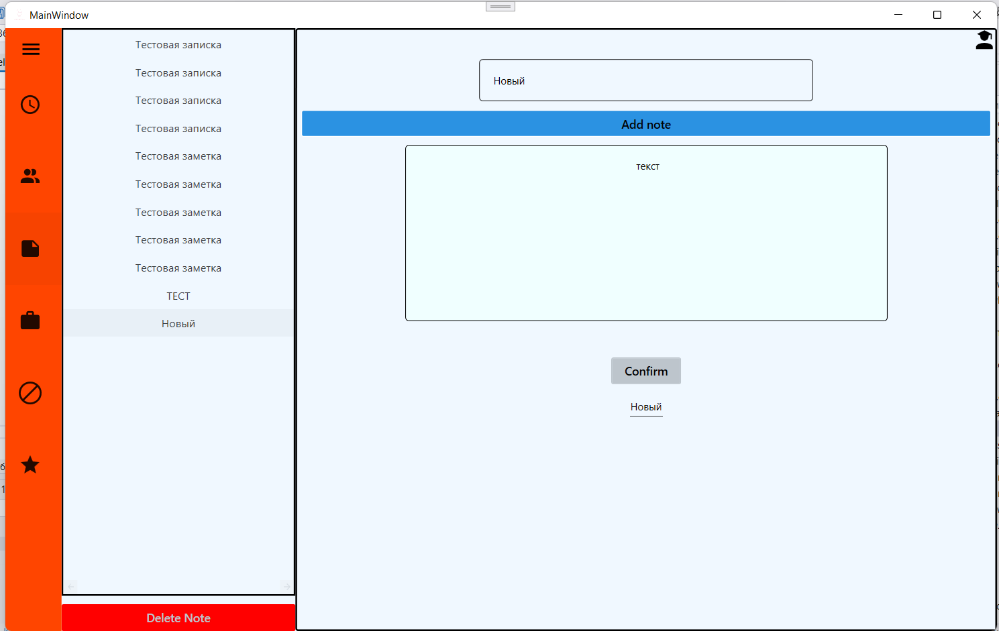 MainWindow
Тестовая записка
Тестовая записка
Тестовая записка
Тестовая записка
Тестовая заметка
Тестовая заметка
Тестовая заметка
Тестовая заметка
Тестовая заметка
ТЕСТ
Новый
Delete Note
Новый
Add note
текст
Confirm
Новый